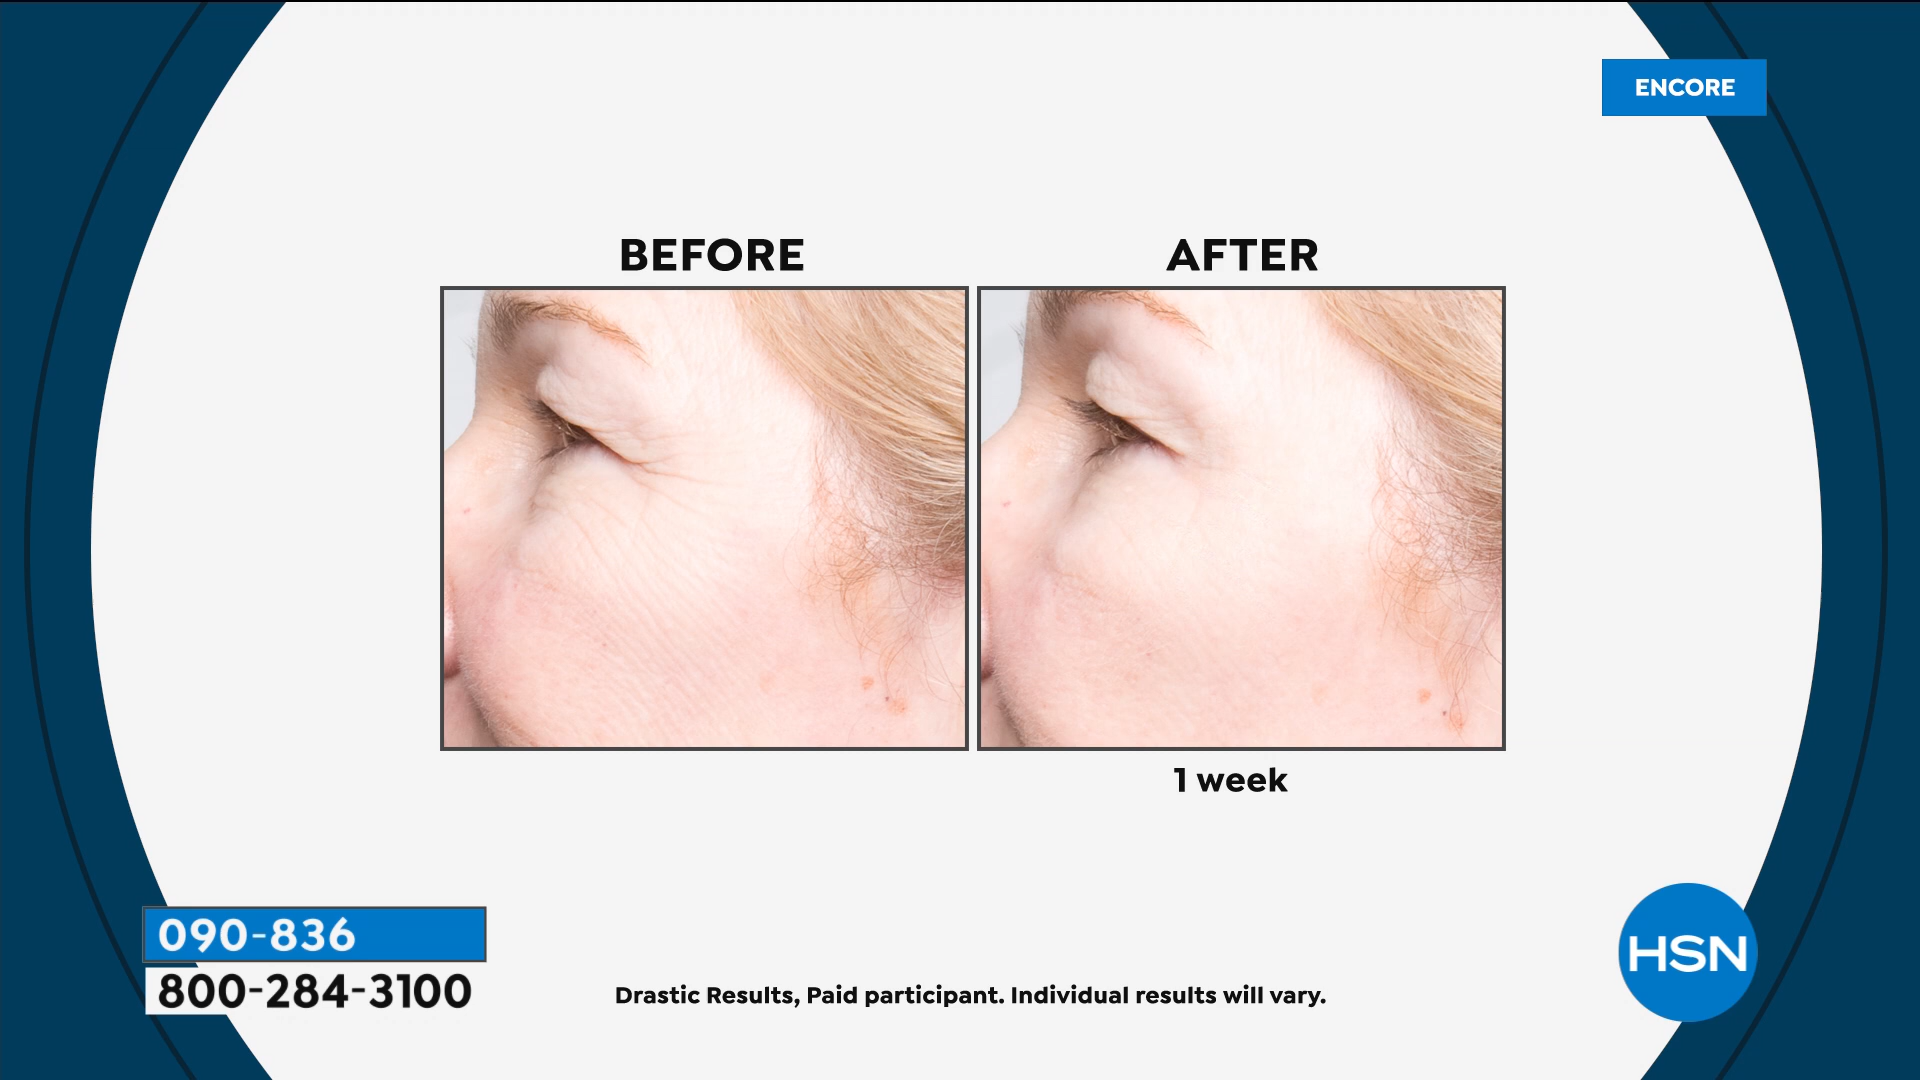 ENCORE
BEFORE
AFTER
1 week
090-836
800-284-3100
Drastic Results, Paid participant. Individual results will vary.
HSN